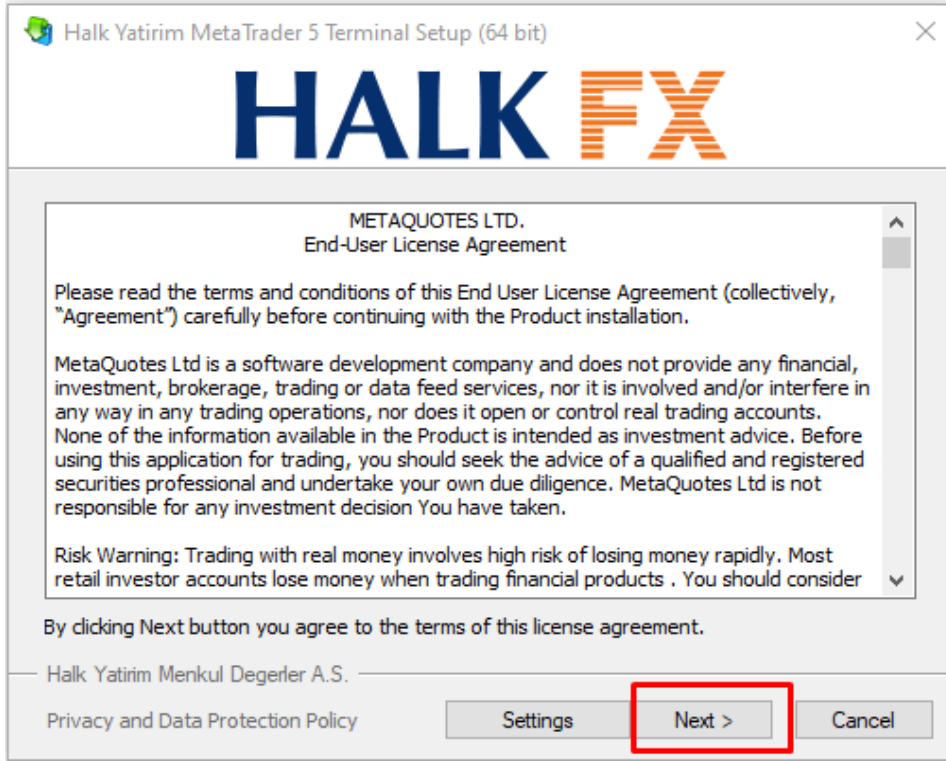 Halk Yatirim MetaTrader 5 Terminal Setup (64 bit)
HALK FX
METAQUOTES LTD.
End-User License Agreement
Please read the terms and conditions of this End User License Agreement (collectively,
“Agreement”) carefully before continuing with the Product installation.
MetaQuotes Ltd is a software development company and does not provide any financial,
investment, brokerage, trading or data feed services, nor it is involved and/or interfere in
any way in any trading operations, nor does it open or control real trading accounts.
None of the information available in the Product is intended as investment advice. Before
using this application for trading, you should seek the advice of a qualified and registered
securities professional and undertake your own due diligence. MetaQuotes Ltd is not
responsible for any investment decision You have taken.
Risk Warning: Trading with real money involves high risk of losing money rapidly. Most
retail investor accounts lose money when trading financial products . You should consider
By clicking Next button you agree to the terms of this license agreement.
Halk Yatirim Menkul Degerler A.S.
Privacy and Data Protection Policy
Settings
Next >
Cancel